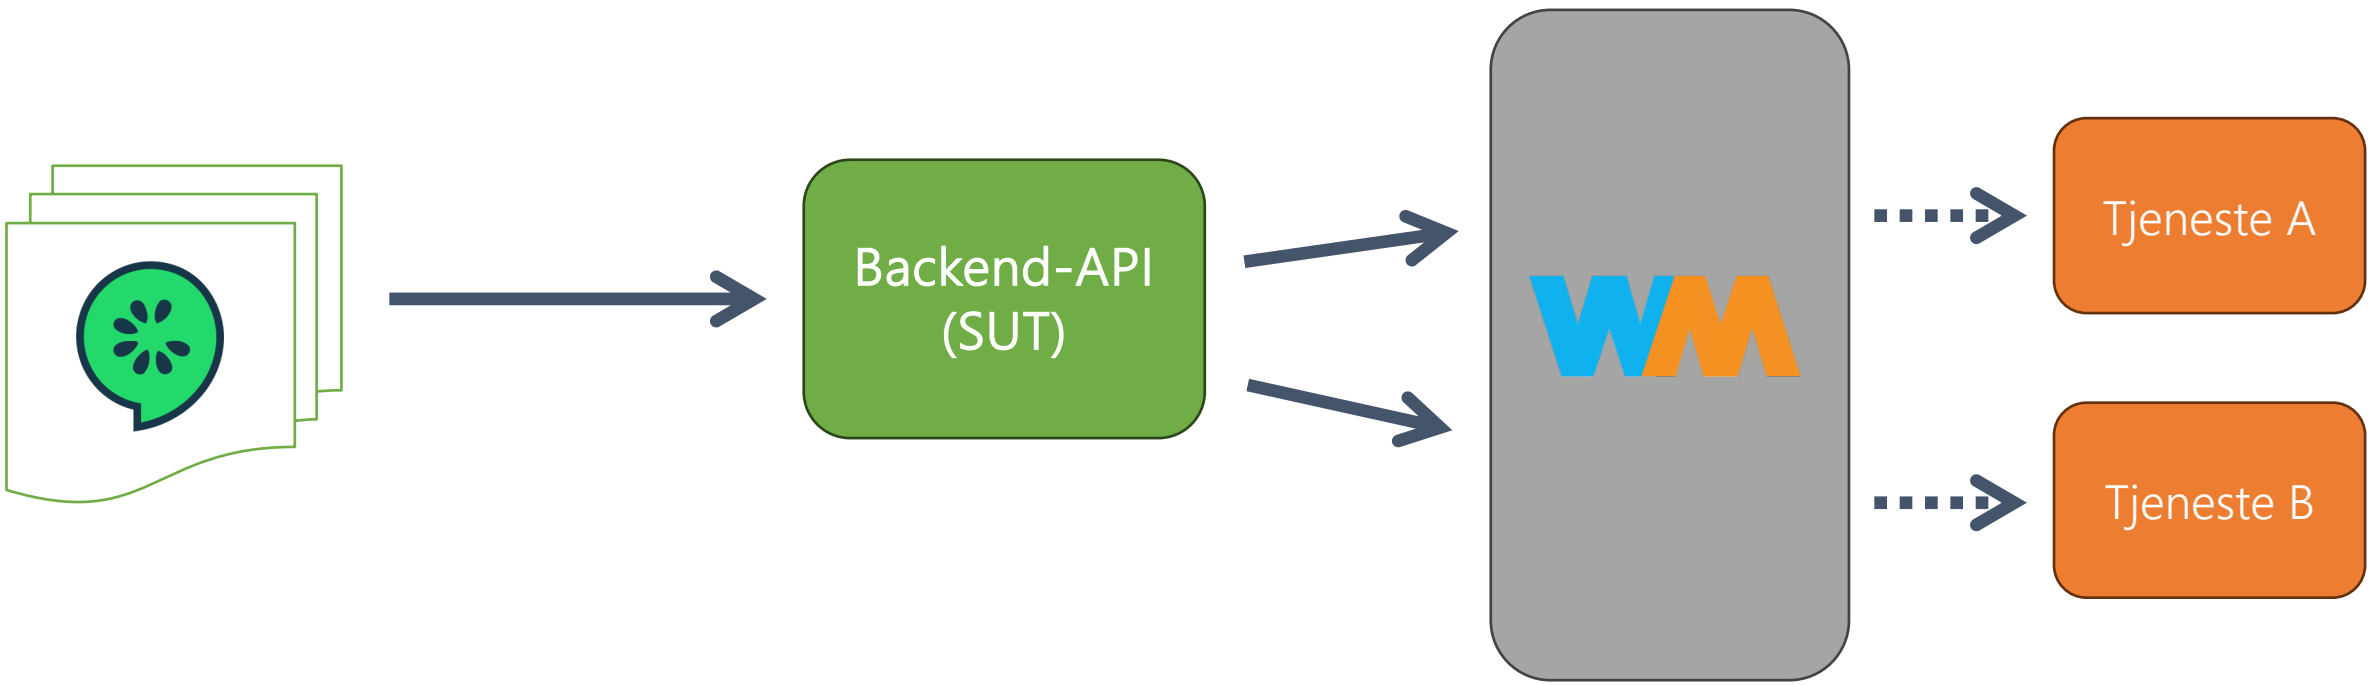 Backend-API
(SUT)
WM
Tjeneste A
Tjeneste B